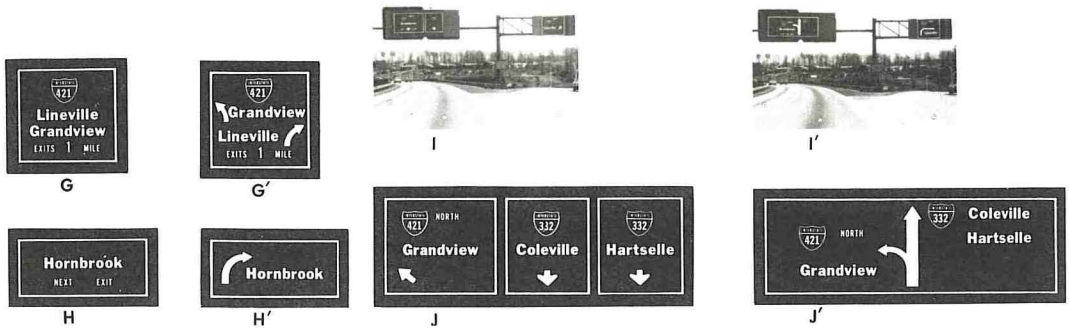 INTERSTATE
421
Lineville
Grandview
EXITS 1 MILE
G
INTERSTATE
421
Grandview
Lineville
EXITS 1 MILE
G′
I
I′
Hornbrook
NEXT EXIT
H
Hornbrook
H′
INTERSTATE
421 NORTH
Grandview
INTERSTATE
332
Coleville
INTERSTATE
332
Hartselle
J
INTERSTATE
421 NORTH
Grandview
INTERSTATE
332 Coleville
Hartselle
J′